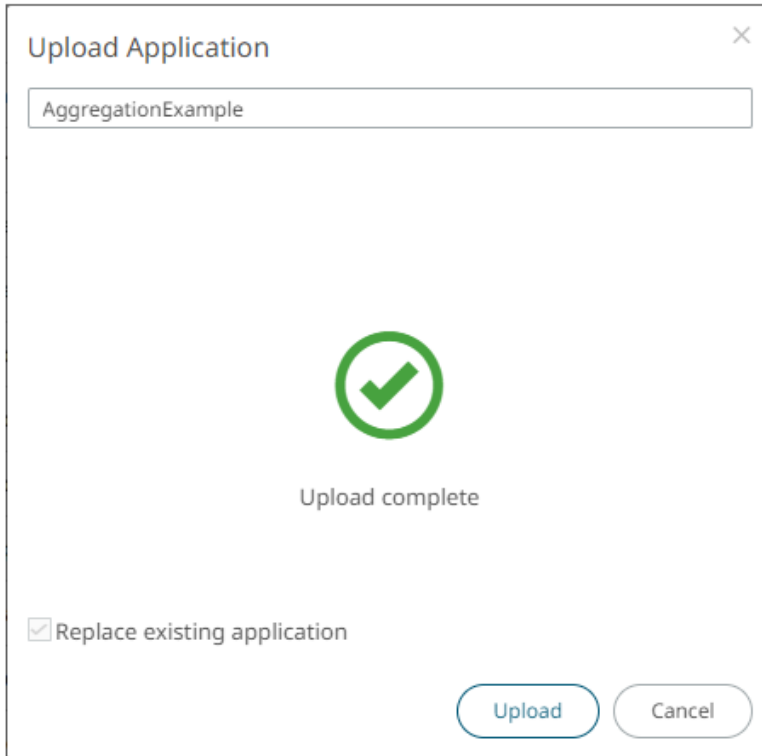 Upload Application
AggregationExample
Upload complete
Replace existing application
Upload
Cancel